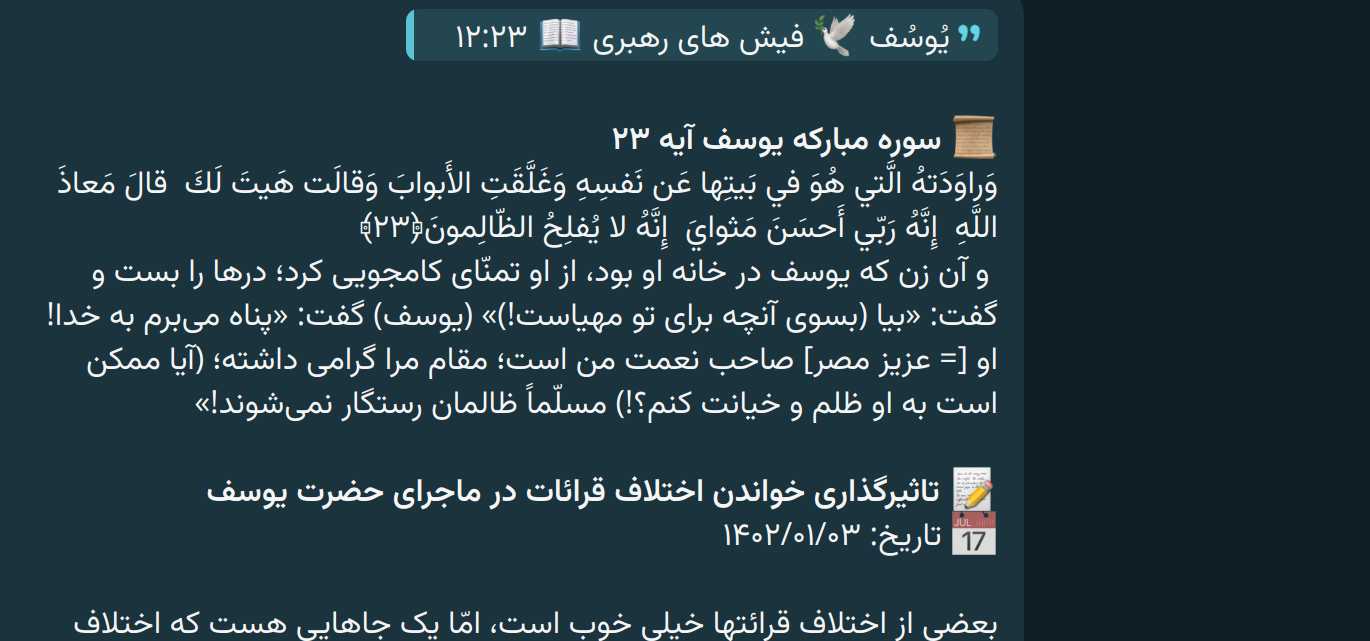 يُوسُف 🕊 فیش های رهبری 📖 ۱۲:۲۳
سوره مبارکه یوسف آیه ۲۳
وَراوَدَتهُ الَّتي هُوَ في بَيتِها عَن نَفسِهِ وَغَلَّقَتِ الأَبوابَ وَقالَت هَيتَ لَكَ قالَ مَعاذَ
اللَّهِ إِنَّهُ رَبّي أَحسَنَ مَثوايَ إِنَّهُ لا يُفلِحُ الظّالِمونَ﴿۲۳﴾
و آن زن که یوسف در خانه او بود، از او تمنّای کامجویی کرد؛ درها را بست و
گفت: «بیا (بسوی آنچه برای تو مهیاست!)» (یوسف) گفت: «پناه می‌برم به خدا!
او [= عزیز مصر] صاحب نعمت من است؛ مقام مرا گرامی داشته؛ (آیا ممکن
است به او ظلم و خیانت کنم؟!) مسلّماً ظالمان رستگار نمی‌شوند!»
تاثیرگذاری خواندن اختلاف قرائات در ماجرای حضرت یوسف
JUL 17 تاریخ: ۱۴۰۲/۰۱/۰۳
بعضی از اختلاف قرائتها خیلی خوب است، امّا یک جاهایی هست که اختلاف